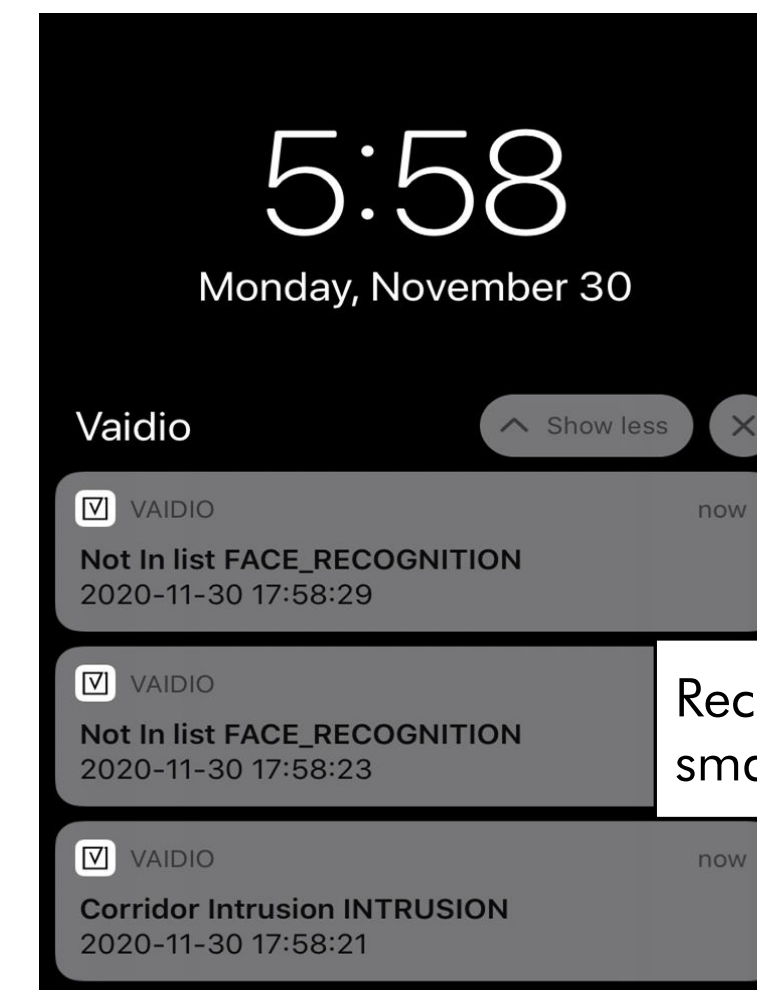 5:58
Monday, November 30
Vaidio
Show less
VAIDIO
now
Not In list FACE_RECOGNITION
2020-11-30 17:58:29
VAIDIO
Not In list FACE_RECOGNITION
2020-11-30 17:58:23
VAIDIO
now
Corridor Intrusion INTRUSION
2020-11-30 17:58:21